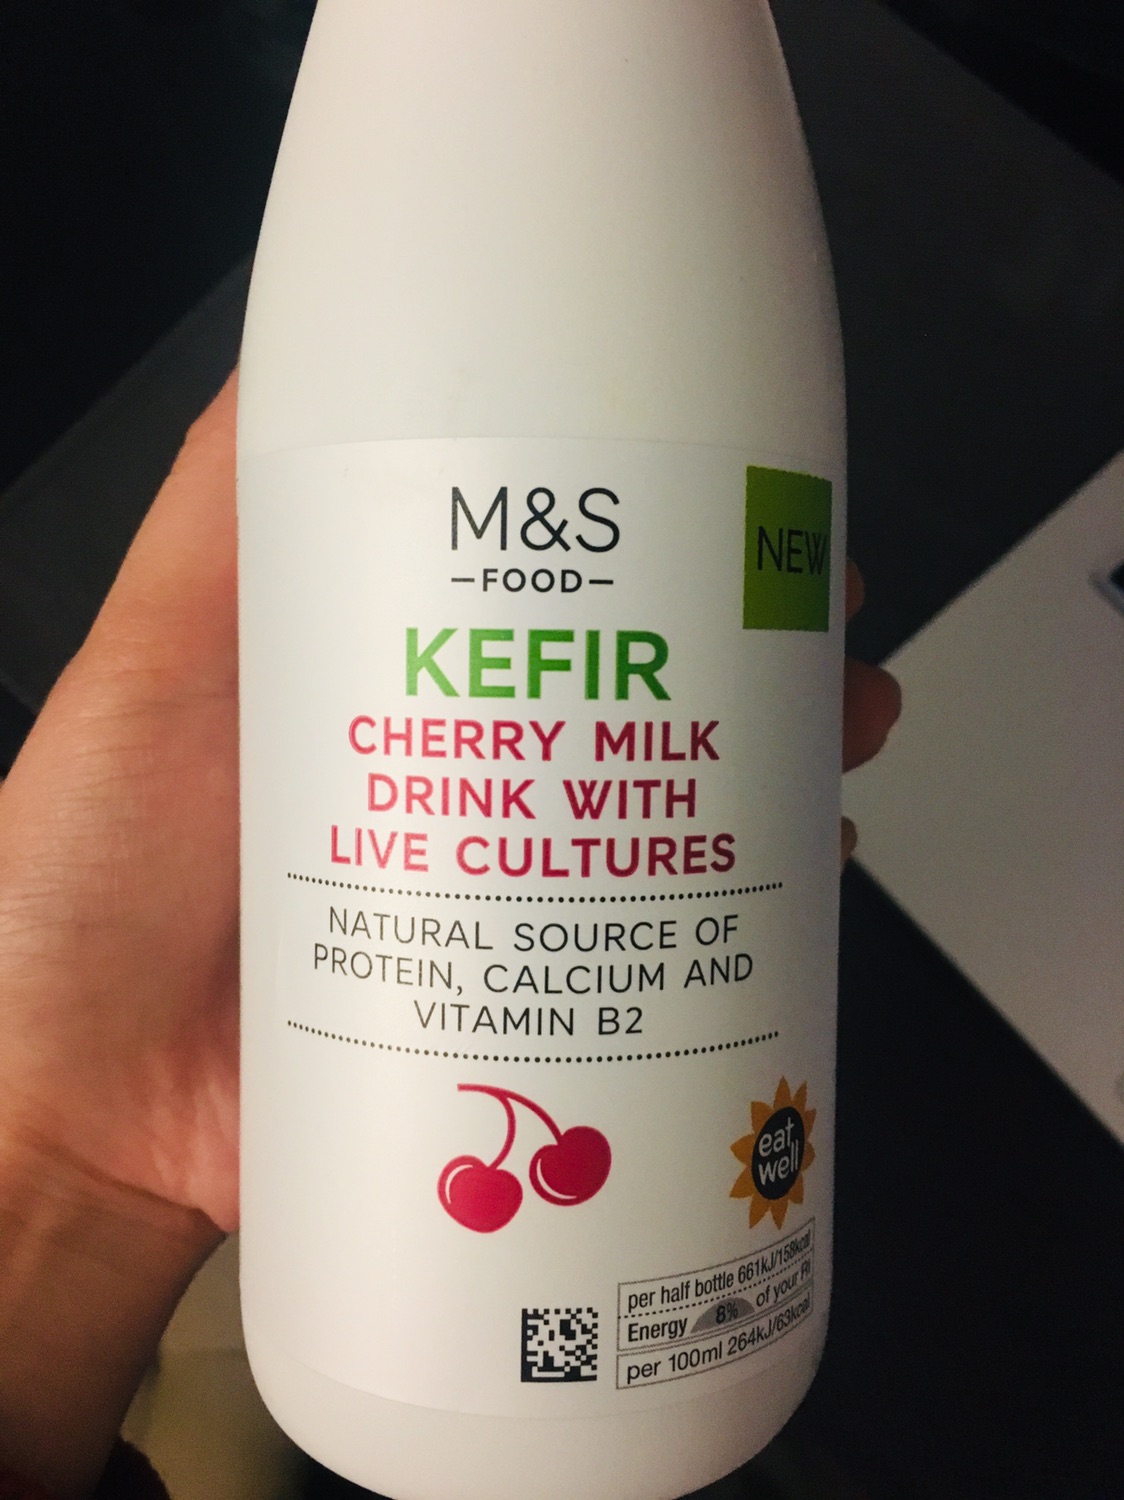 M&S
—FOOD—
NEW
KEFIR
CHERRY MILK
DRINK WITH
LIVE CULTURES
NATURAL SOURCE OF
PROTEIN, CALCIUM AND
VITAMIN B2
eat
well
per half bottle 661kJ/158kcal
Energy 8% of your RI
per 100ml 264kJ/63kcal